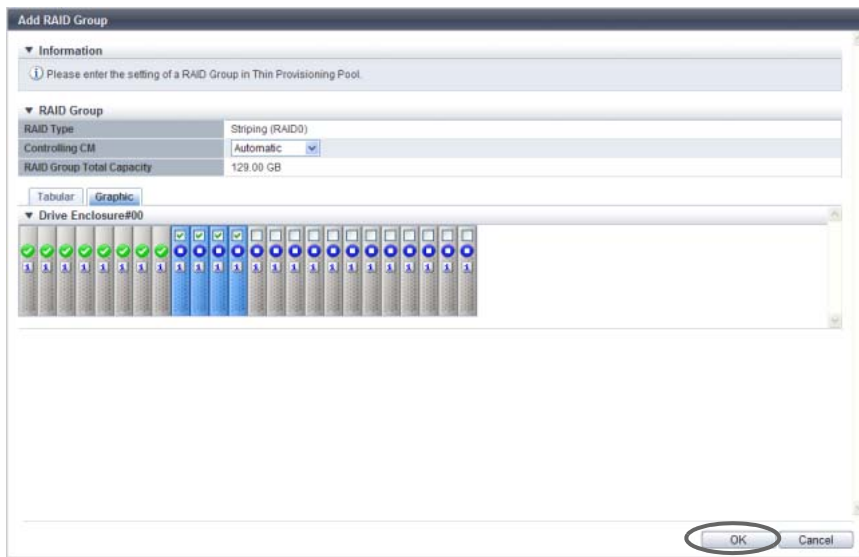 Add RAID Group
Information
Please enter the setting of a RAID Group in Thin Provisioning Pool.
RAID Group
RAID Type Striping (RAID0)
Controlling CM Automatic
RAID Group Total Capacity 129.00 GB
Tabular Graphic
Drive Enclosure#00
OK Cancel